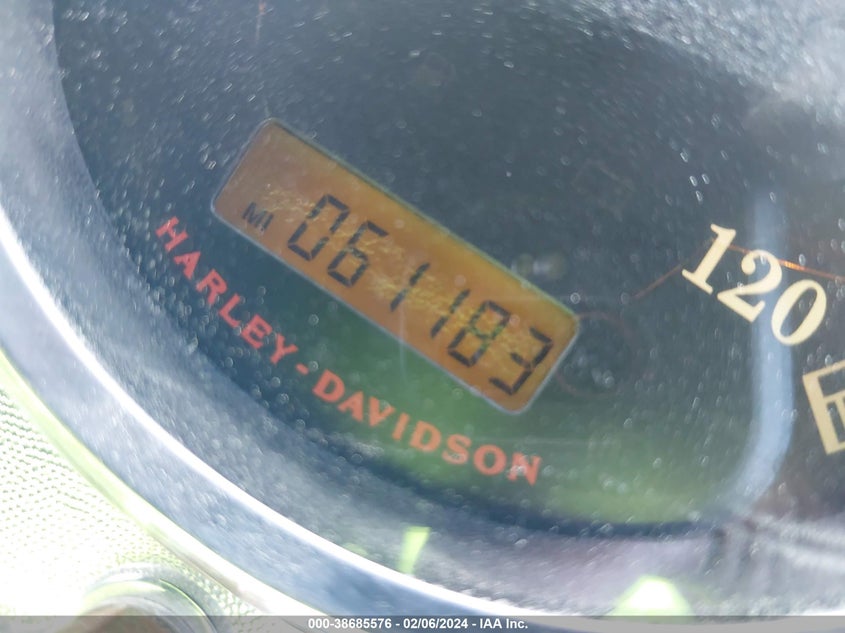 MI 061183
HARLEY-DAVIDSON
120
000-38685576 - 02/06/2024 - IAA Inc.